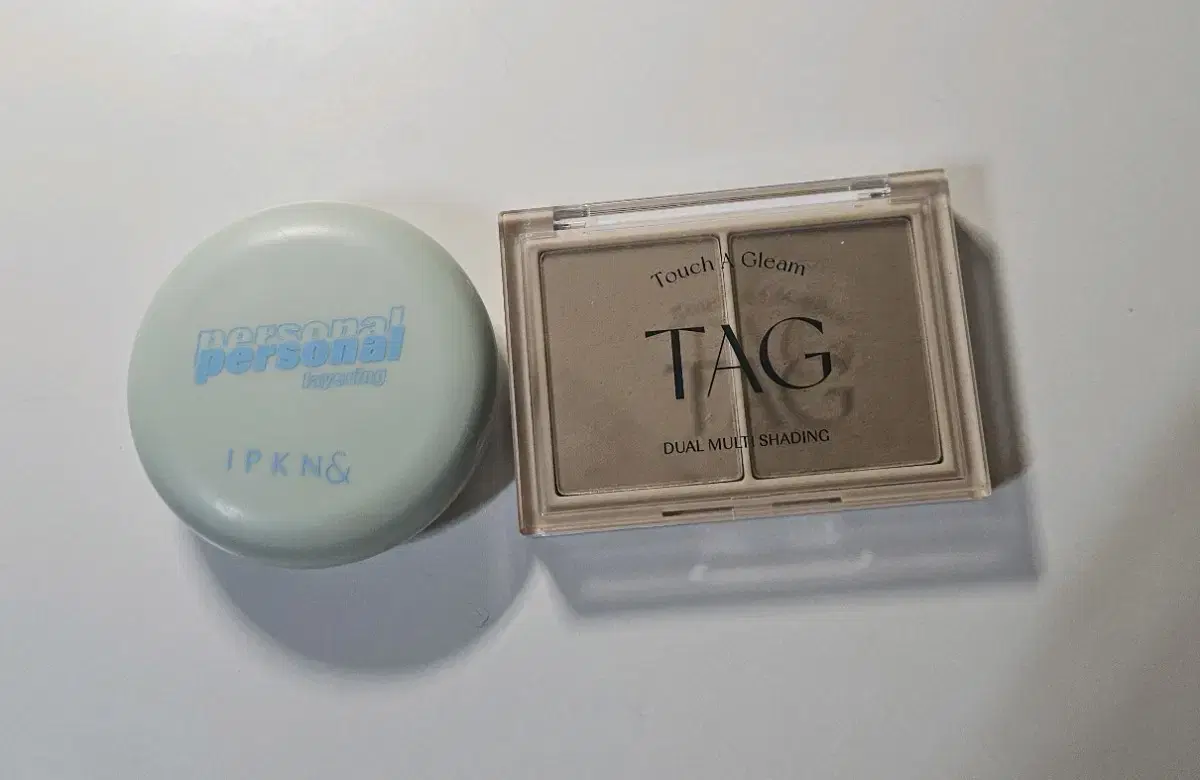 personal
personal
layering
IPKN&
Touch A Gleam
TAG
DUAL MULTI SHADING